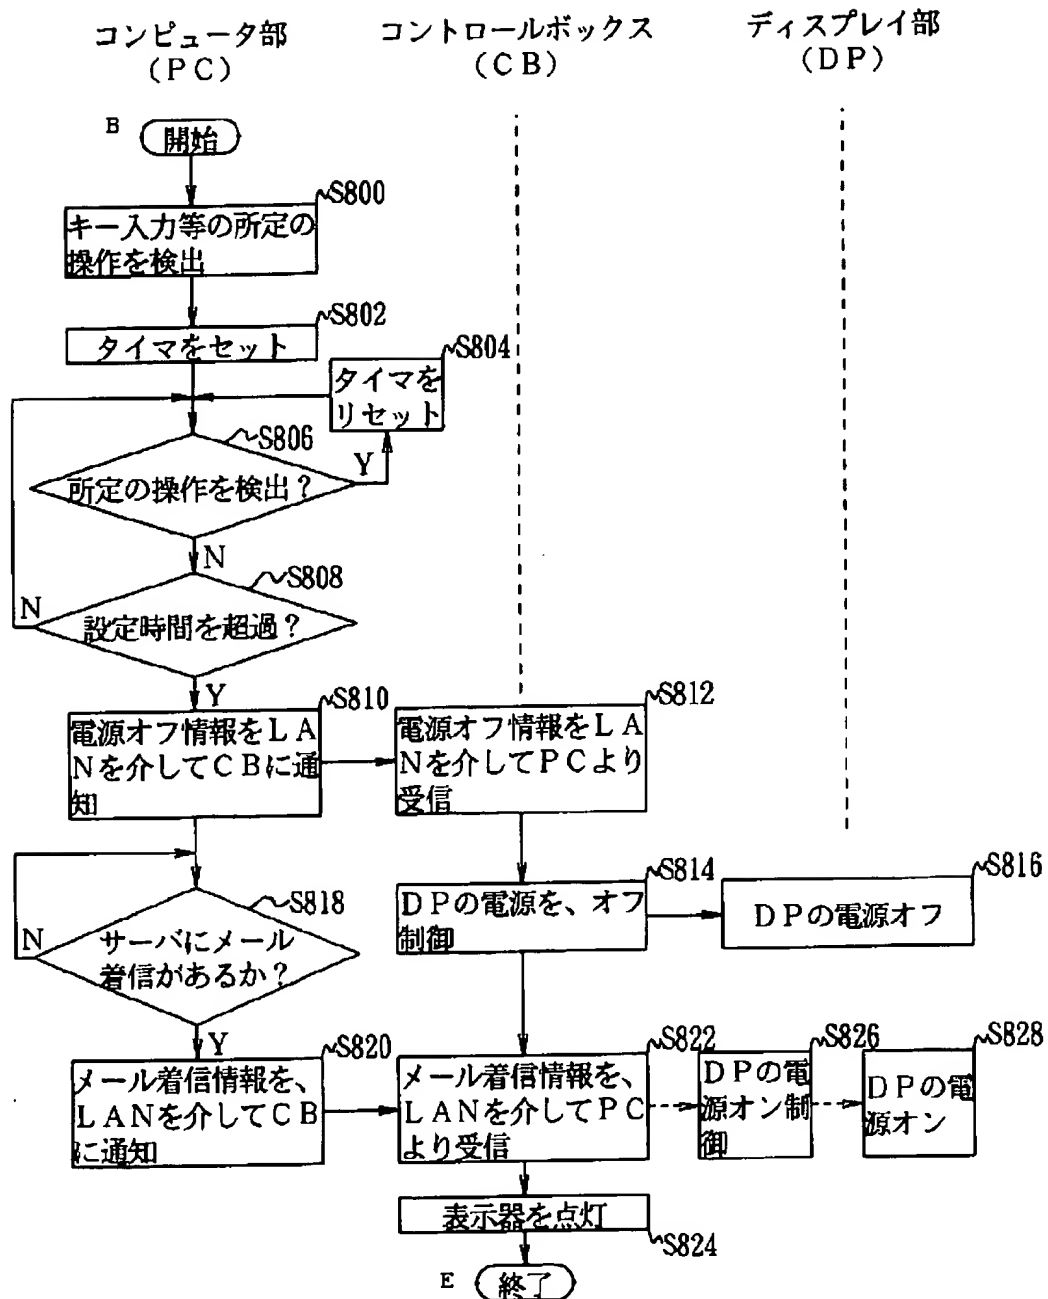 コンピュータ部
(PC)
コントロールボックス
(CB)
ディスプレイ部
(DP)
B
開始
S800
キー入力等の所定の
操作を検出
S802
タイマをセット
S804
タイマを
リセット
S806
所定の操作を検出?
Y
N
S808
設定時間を超過?
N
Y
S810
電源オフ情報をLA
Nを介してCBに通
知
S812
電源オフ情報をLA
Nを介してPCより
受信
S814
DPの電源を、オフ
制御
S816
DPの電源オフ
S818
サーバにメール
着信があるか?
N
Y
S820
メール着信情報を、
LANを介してCB
に通知
S822
メール着信情報を、
LANを介してPC
より受信
S826
DPの電
源オン制
御
S828
DPの電
源オン
表示器を点灯
S824
E
終了